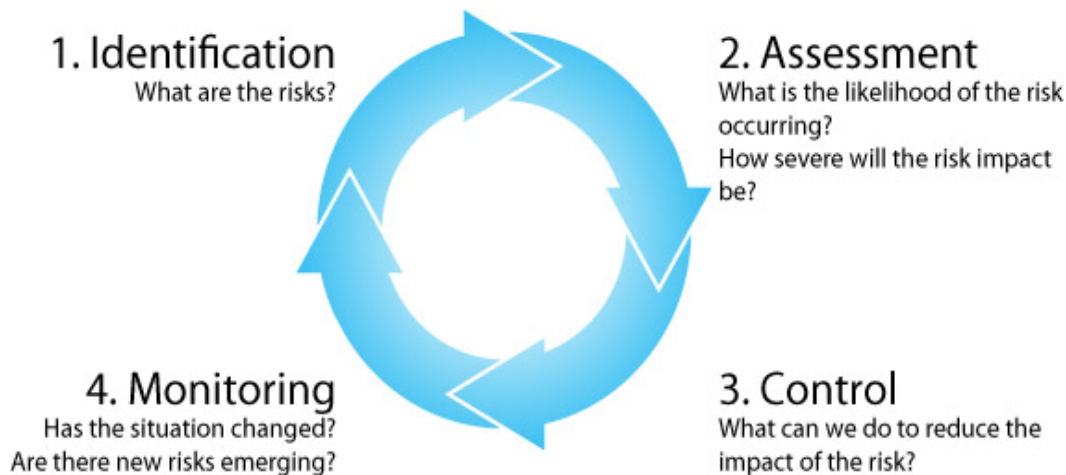 1. Identification
What are the risks?
2. Assessment
What is the likelihood of the risk
occurring?
How severe will the risk impact
be?
3. Control
What can we do to reduce the
impact of the risk?
4. Monitoring
Has the situation changed?
Are there new risks emerging?